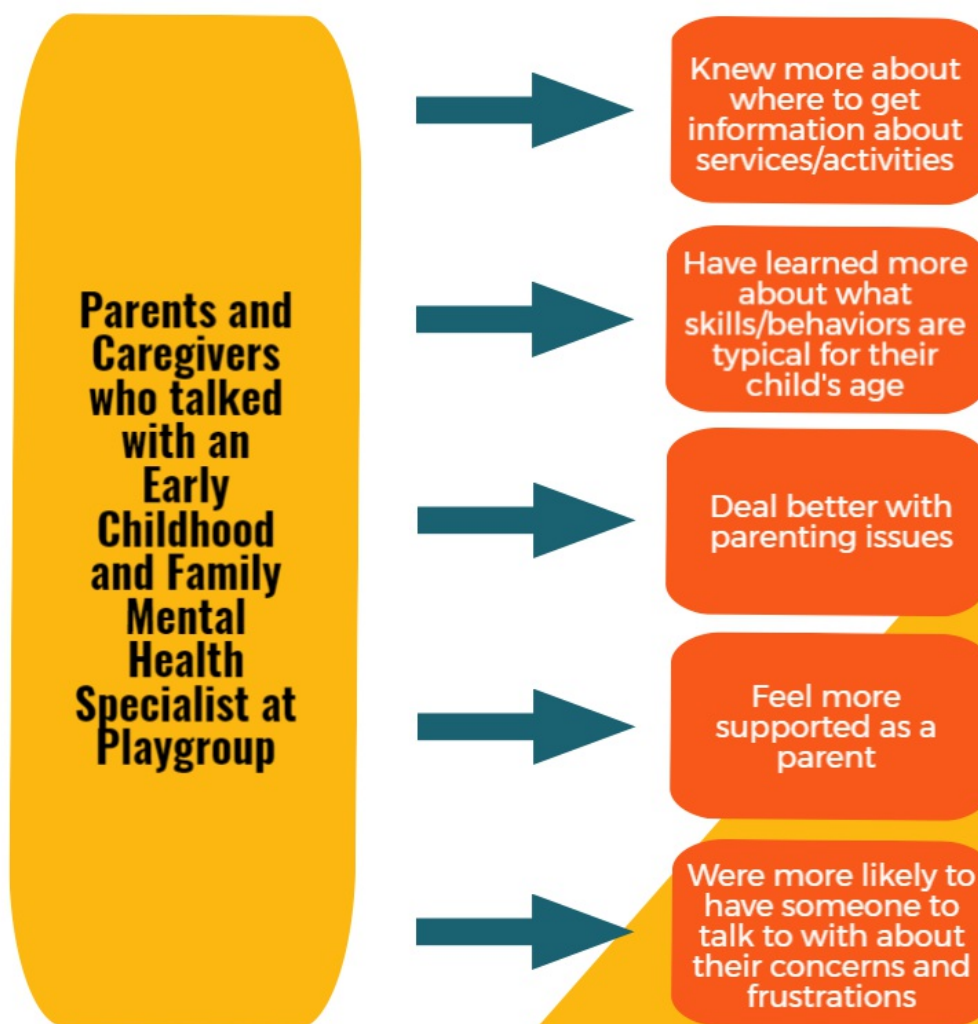 Parents and
Caregivers
who talked
with an
Early
Childhood
and Family
Mental
Health
Specialist at
Playgroup
Knew more about
where to get
information about
services/activities
Have learned more
about what
skills/behaviors are
typical for their
child's age
Deal better with
parenting issues
Feel more
supported as a
parent
Were more likely to
have someone to
talk to with about
their concerns and
frustrations